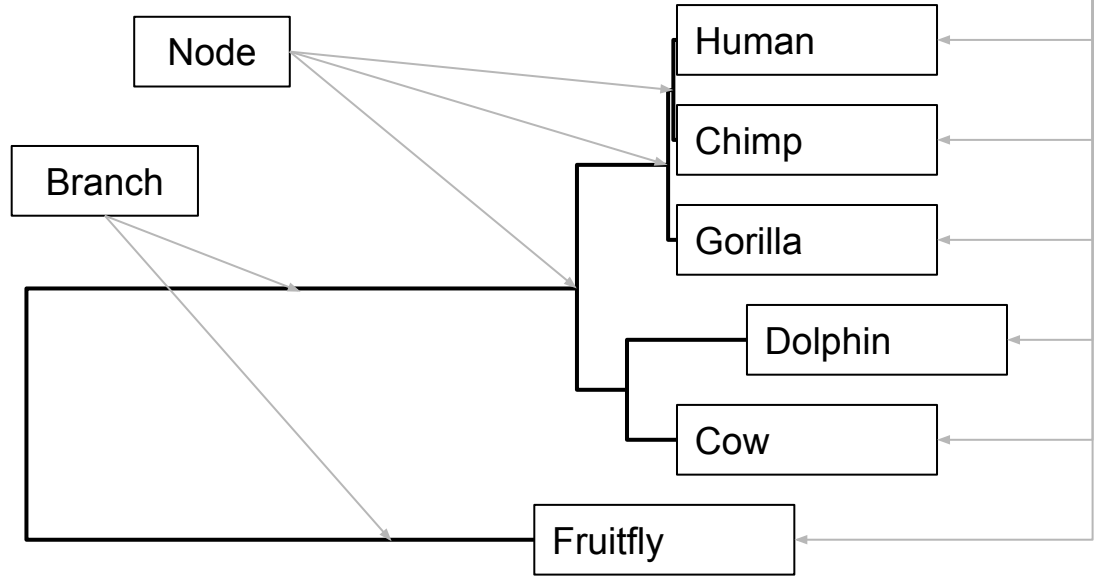 Node
Branch
Human
Chimp
Gorilla
Dolphin
Cow
Fruitfly